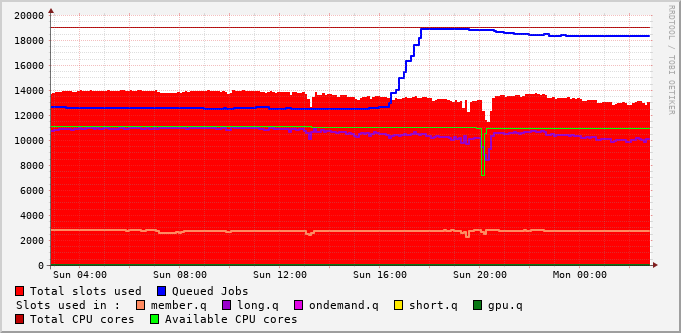 20000
18000
16000
14000
12000
10000
8000
6000
4000
2000
0
Sun 04:00 Sun 08:00 Sun 12:00 Sun 16:00 Sun 20:00 Mon 00:00
RRDTOOL / TOBI OETIKER
Total slots used Queued Jobs
Slots used in : member.q long.q ondemand.q short.q gpu.q
Total CPU cores Available CPU cores